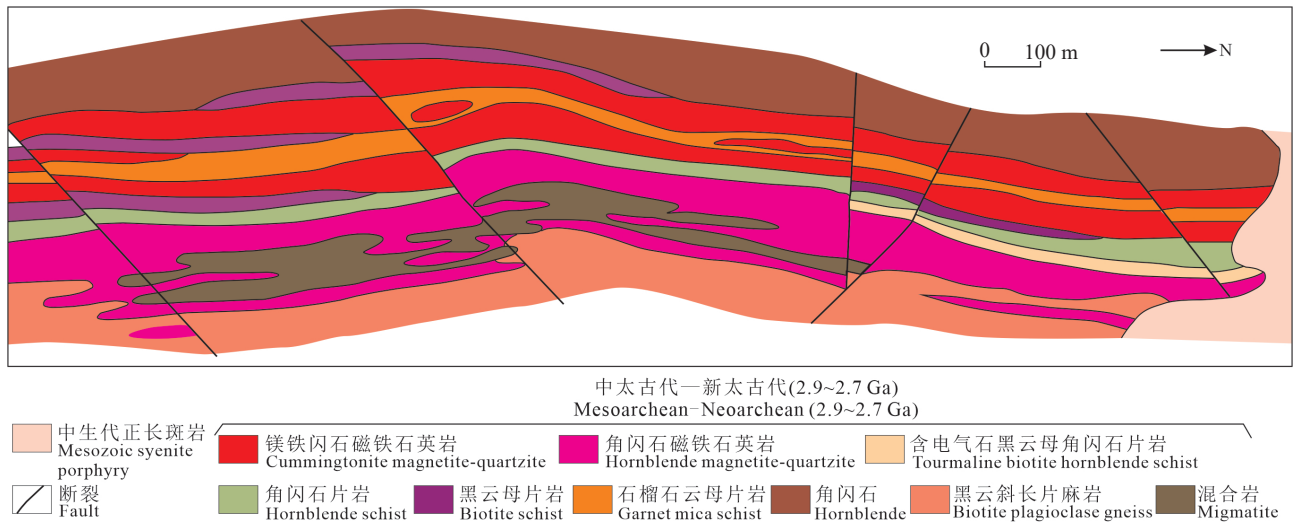 0 100 m
N
中太古代—新太古代(2.9~2.7 Ga)
Mesoarchean-Neoarchean (2.9~2.7 Ga)
中生代正长斑岩
Mesozoic syenite
porphyry
镁铁闪石磁铁石英岩
Cummingtonite magnetite-quartzite
角闪石磁铁石英岩
Hornblende magnetite-quartzite
含电气石黑云母角闪石片岩
Tourmaline biotite hornblende schist
断裂
Fault
角闪石片岩
Hornblende schist
黑云母片岩
Biotite schist
石榴石云母片岩
Garnet mica schist
角闪石
Hornblende
黑云斜长片麻岩
Biotite plagioclase gneiss
混合岩
Migmatite